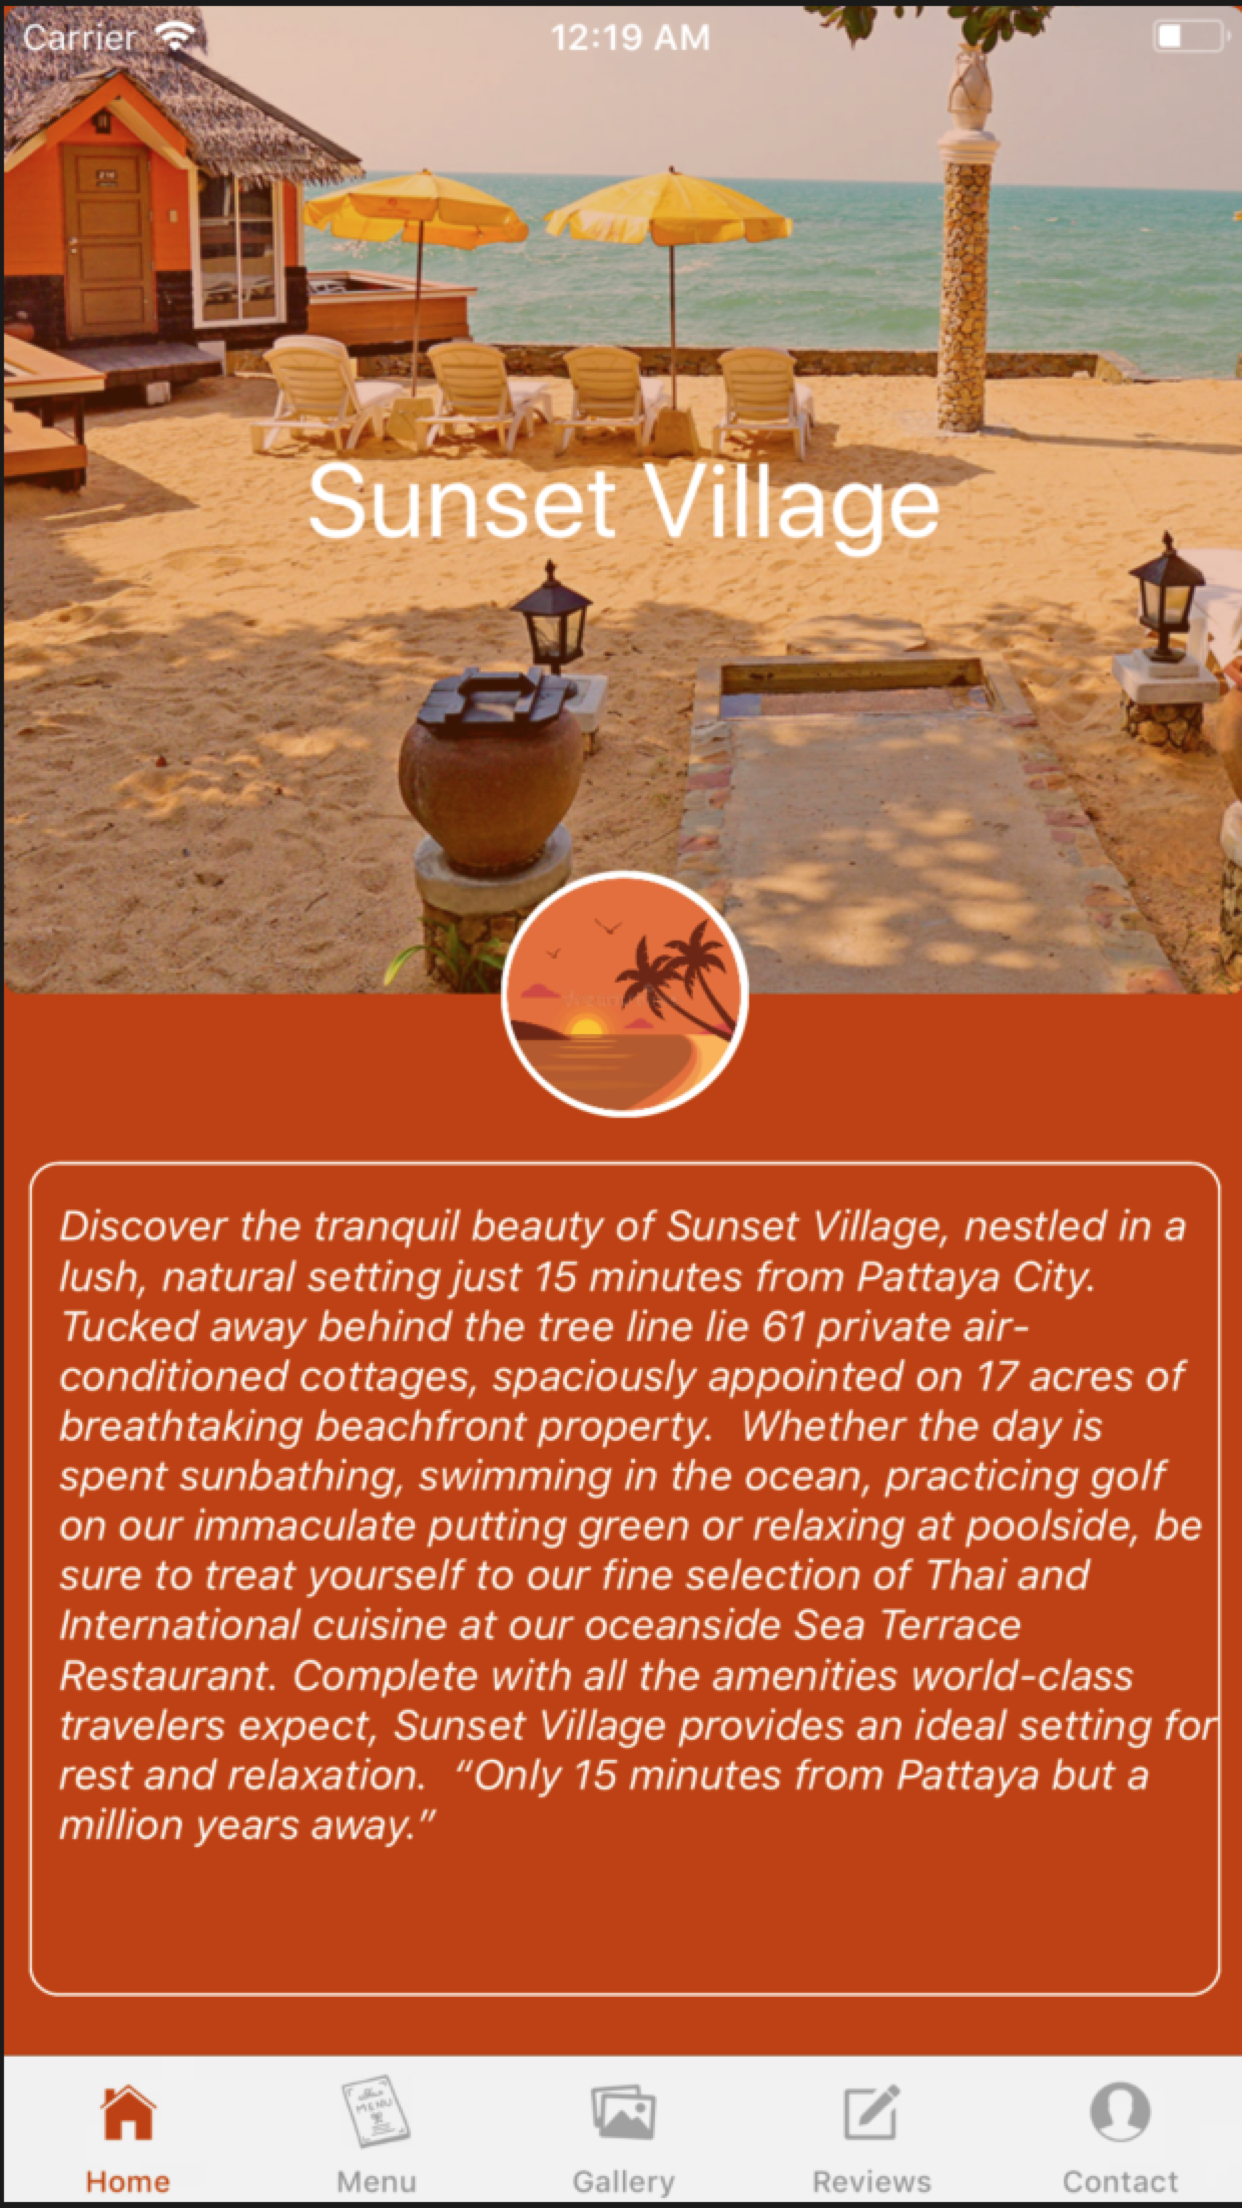 Carrier
12:19 AM
Sunset Village
Discover the tranquil beauty of Sunset Village, nestled in a
lush, natural setting just 15 minutes from Pattaya City.
Tucked away behind the tree line lie 61 private air-
conditioned cottages, spaciously appointed on 17 acres of
breathtaking beachfront property.  Whether the day is
spent sunbathing, swimming in the ocean, practicing golf
on our immaculate putting green or relaxing at poolside, be
sure to treat yourself to our fine selection of Thai and
International cuisine at our oceanside Sea Terrace
Restaurant. Complete with all the amenities world-class
travelers expect, Sunset Village provides an ideal setting for
rest and relaxation.  “Only 15 minutes from Pattaya but a
million years away.”
MENU
Home
Menu
Gallery
Reviews
Contact